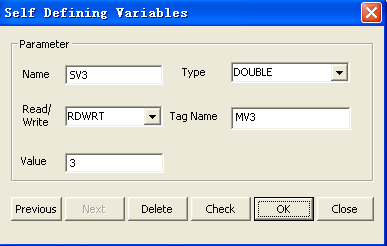 Self Defining Variables
Parameter
Name SV3 Type DOUBLE
Read/
Write RDWRT Tag Name MV3
Value 3
Previous Next Delete Check OK Close